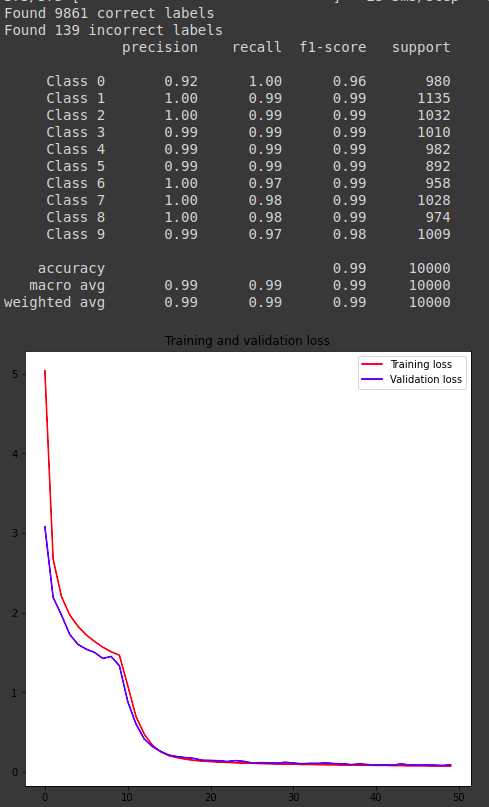 Found 9861 correct labels
Found 139 incorrect labels
precision recall f1-score support
Class 0 0.92 1.00 0.96 980
Class 1 1.00 0.99 0.99 1135
Class 2 1.00 0.99 0.99 1032
Class 3 0.99 0.99 0.99 1010
Class 4 0.99 0.99 0.99 982
Class 5 0.99 0.99 0.99 892
Class 6 1.00 0.97 0.99 958
Class 7 1.00 0.98 0.99 1028
Class 8 1.00 0.98 0.99 974
Class 9 0.99 0.97 0.98 1009
accuracy 0.99 10000
macro avg 0.99 0.99 0.99 10000
weighted avg 0.99 0.99 0.99 10000
Training and validation loss
Training loss
Validation loss
5
4
3
2
1
0
0 10 20 30 40 50